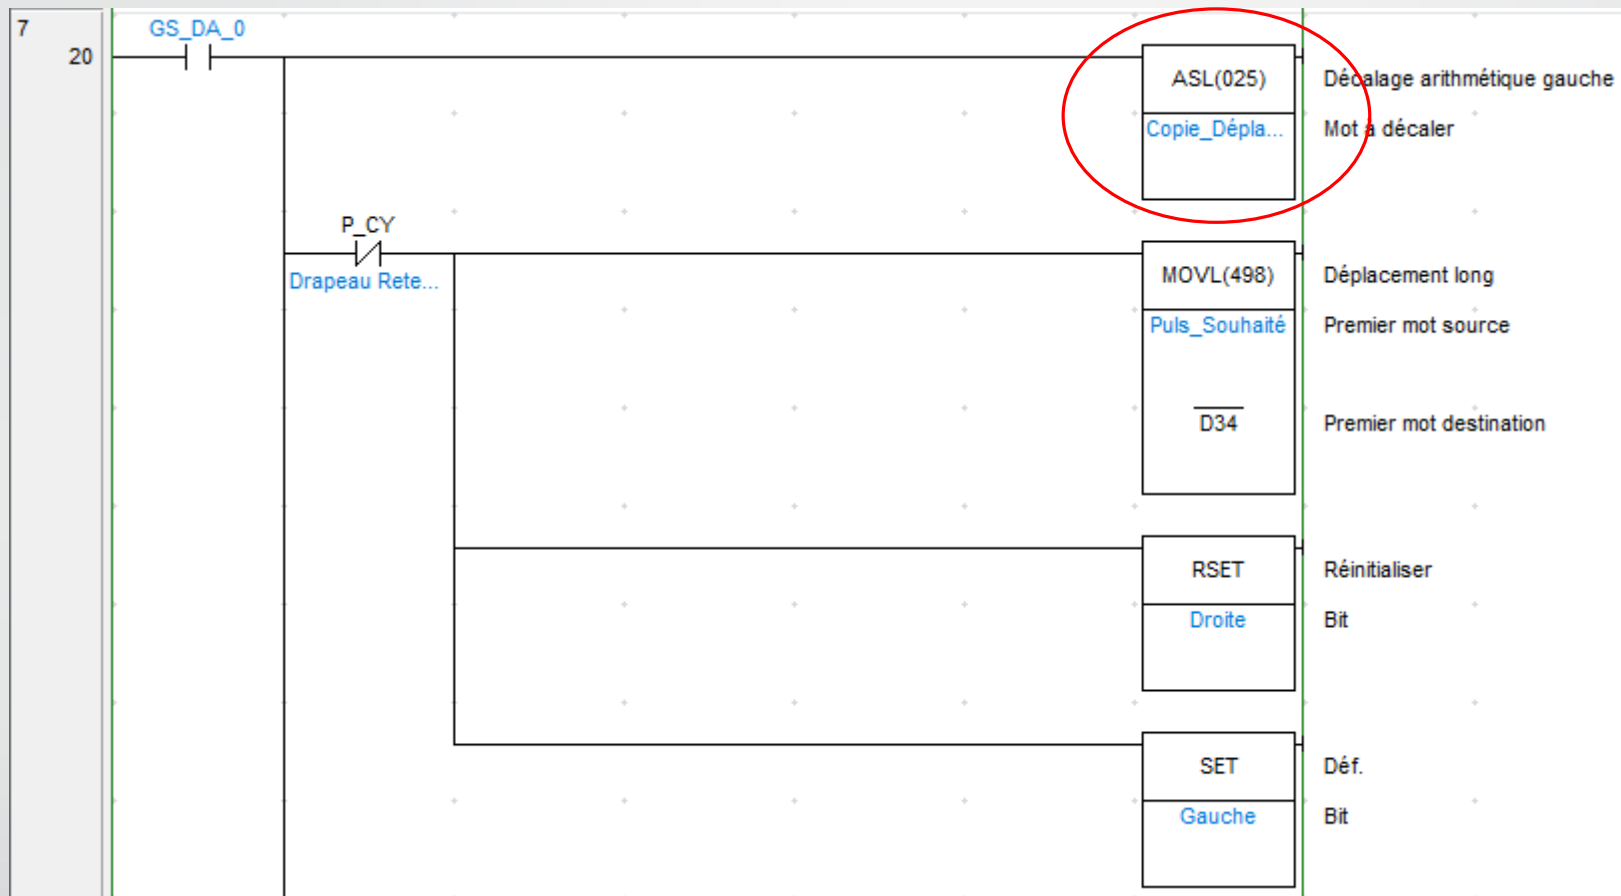 7
GS_DA_0
20
ASL(025)
Décalage arithmétique gauche
Copie_Dépla...
Mot à décaler
P_CY
Drapeau Rete...
MOVL(498)
Déplacement long
Puls_Souhaité
Premier mot source
D34
Premier mot destination
RSET
Réinitialiser
Droite
Bit
SET
Déf.
Gauche
Bit